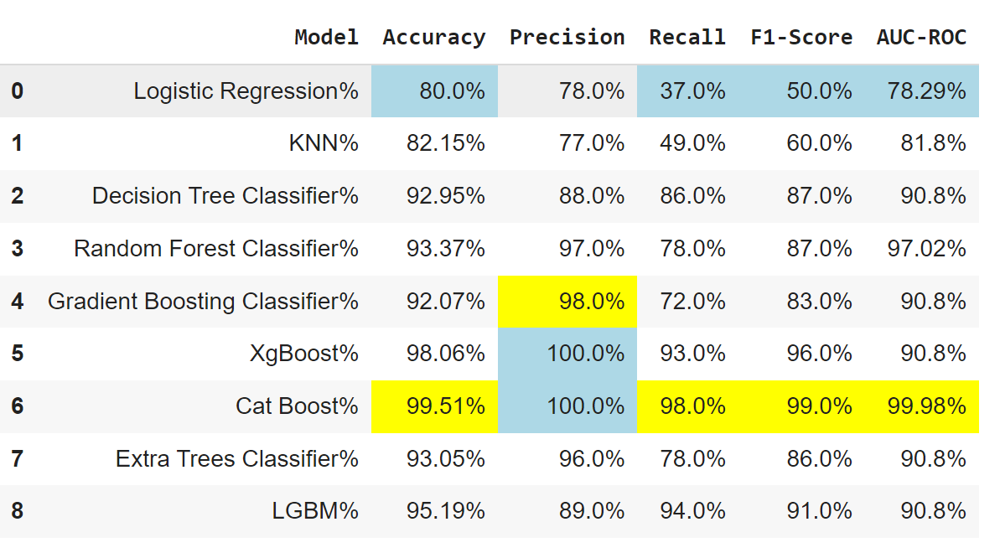 Model Accuracy Precision Recall F1-Score AUC-ROC
0 Logistic Regression% 80.0% 78.0% 37.0% 50.0% 78.29%
1 KNN% 82.15% 77.0% 49.0% 60.0% 81.8%
2 Decision Tree Classifier% 92.95% 88.0% 86.0% 87.0% 90.8%
3 Random Forest Classifier% 93.37% 97.0% 78.0% 87.0% 97.02%
4 Gradient Boosting Classifier% 92.07% 98.0% 72.0% 83.0% 90.8%
5 XgBoost% 98.06% 100.0% 93.0% 96.0% 90.8%
6 Cat Boost% 99.51% 100.0% 98.0% 99.0% 99.98%
7 Extra Trees Classifier% 93.05% 96.0% 78.0% 86.0% 90.8%
8 LGBM% 95.19% 89.0% 94.0% 91.0% 90.8%